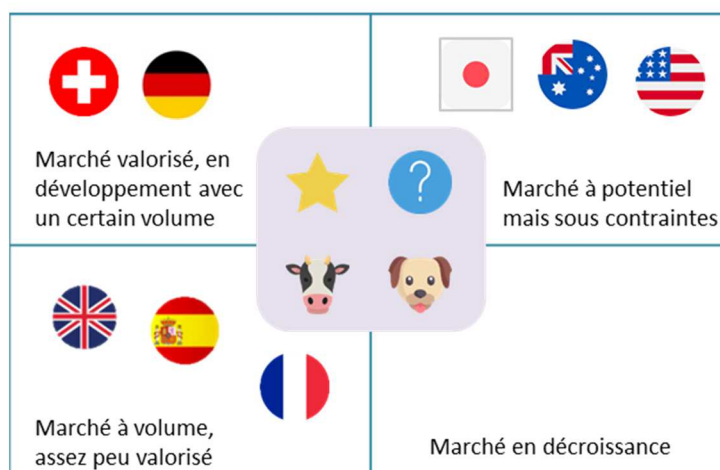 Marché valorisé, en
développement avec
un certain volume
?
Marché à potentiel
mais sous contraintes
Marché à volume,
assez peu valorisé
Marché en décroissance